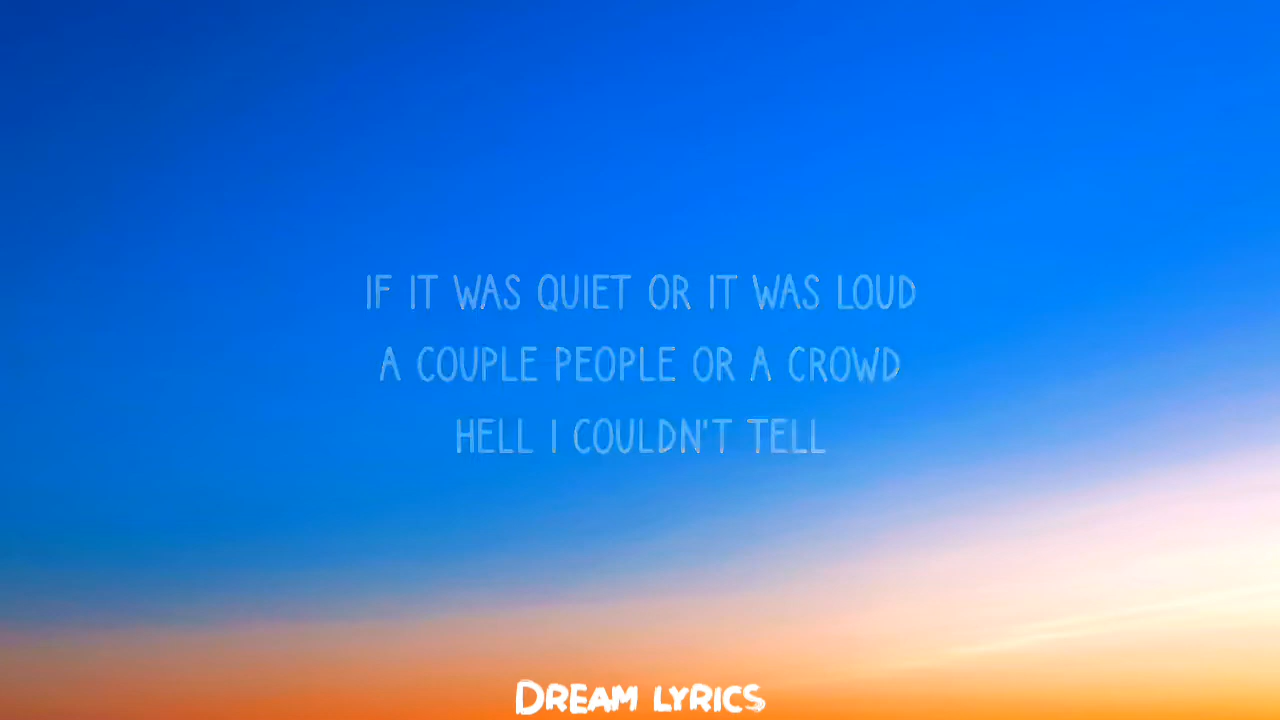 IF IT WAS QUIET OR IT WAS LOUD
A COUPLE PEOPLE OR A CROWD
HELL I COULDN'T TELL
DREAM LYRICS